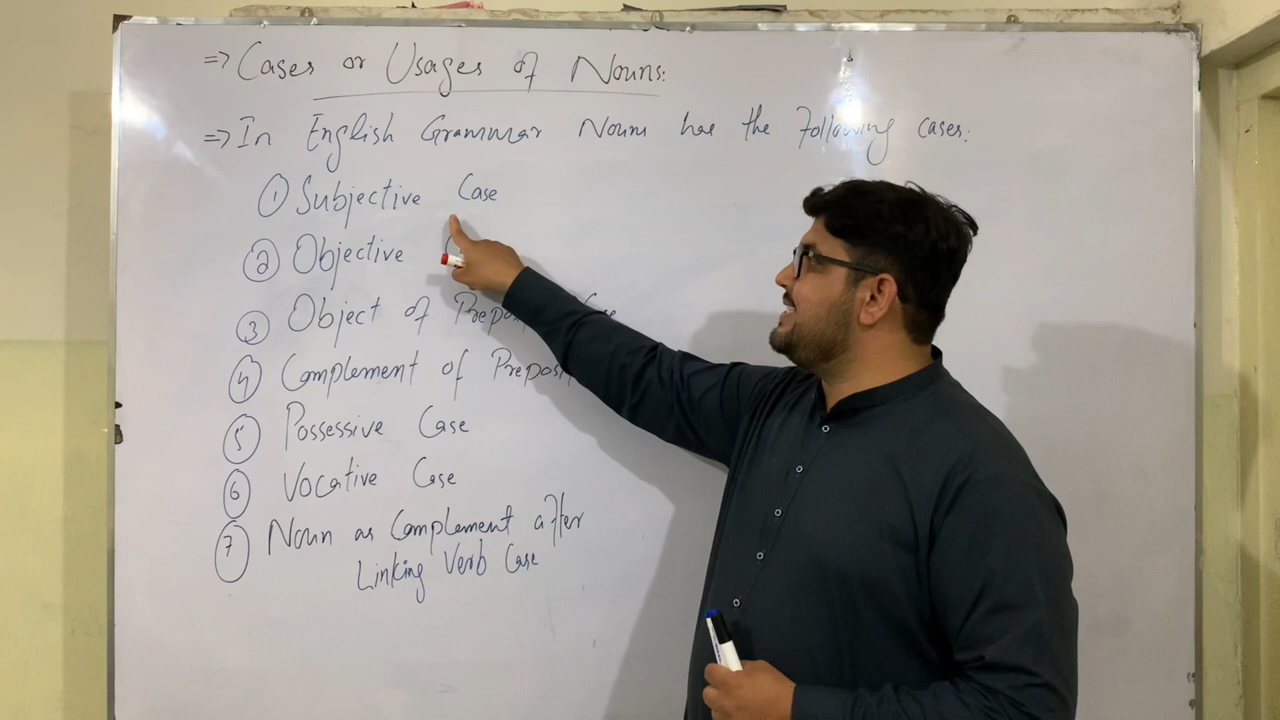 ⇒ Cases or Usages of Nouns:
⇒ In English Grammar Nouns has the Following cases:
① Subjective Case
② Objective
③ Object of
④ Complement of
⑤ Possessive Case
⑥ Vocative Case
⑦ Noun as Complement after
Linking Verb Case